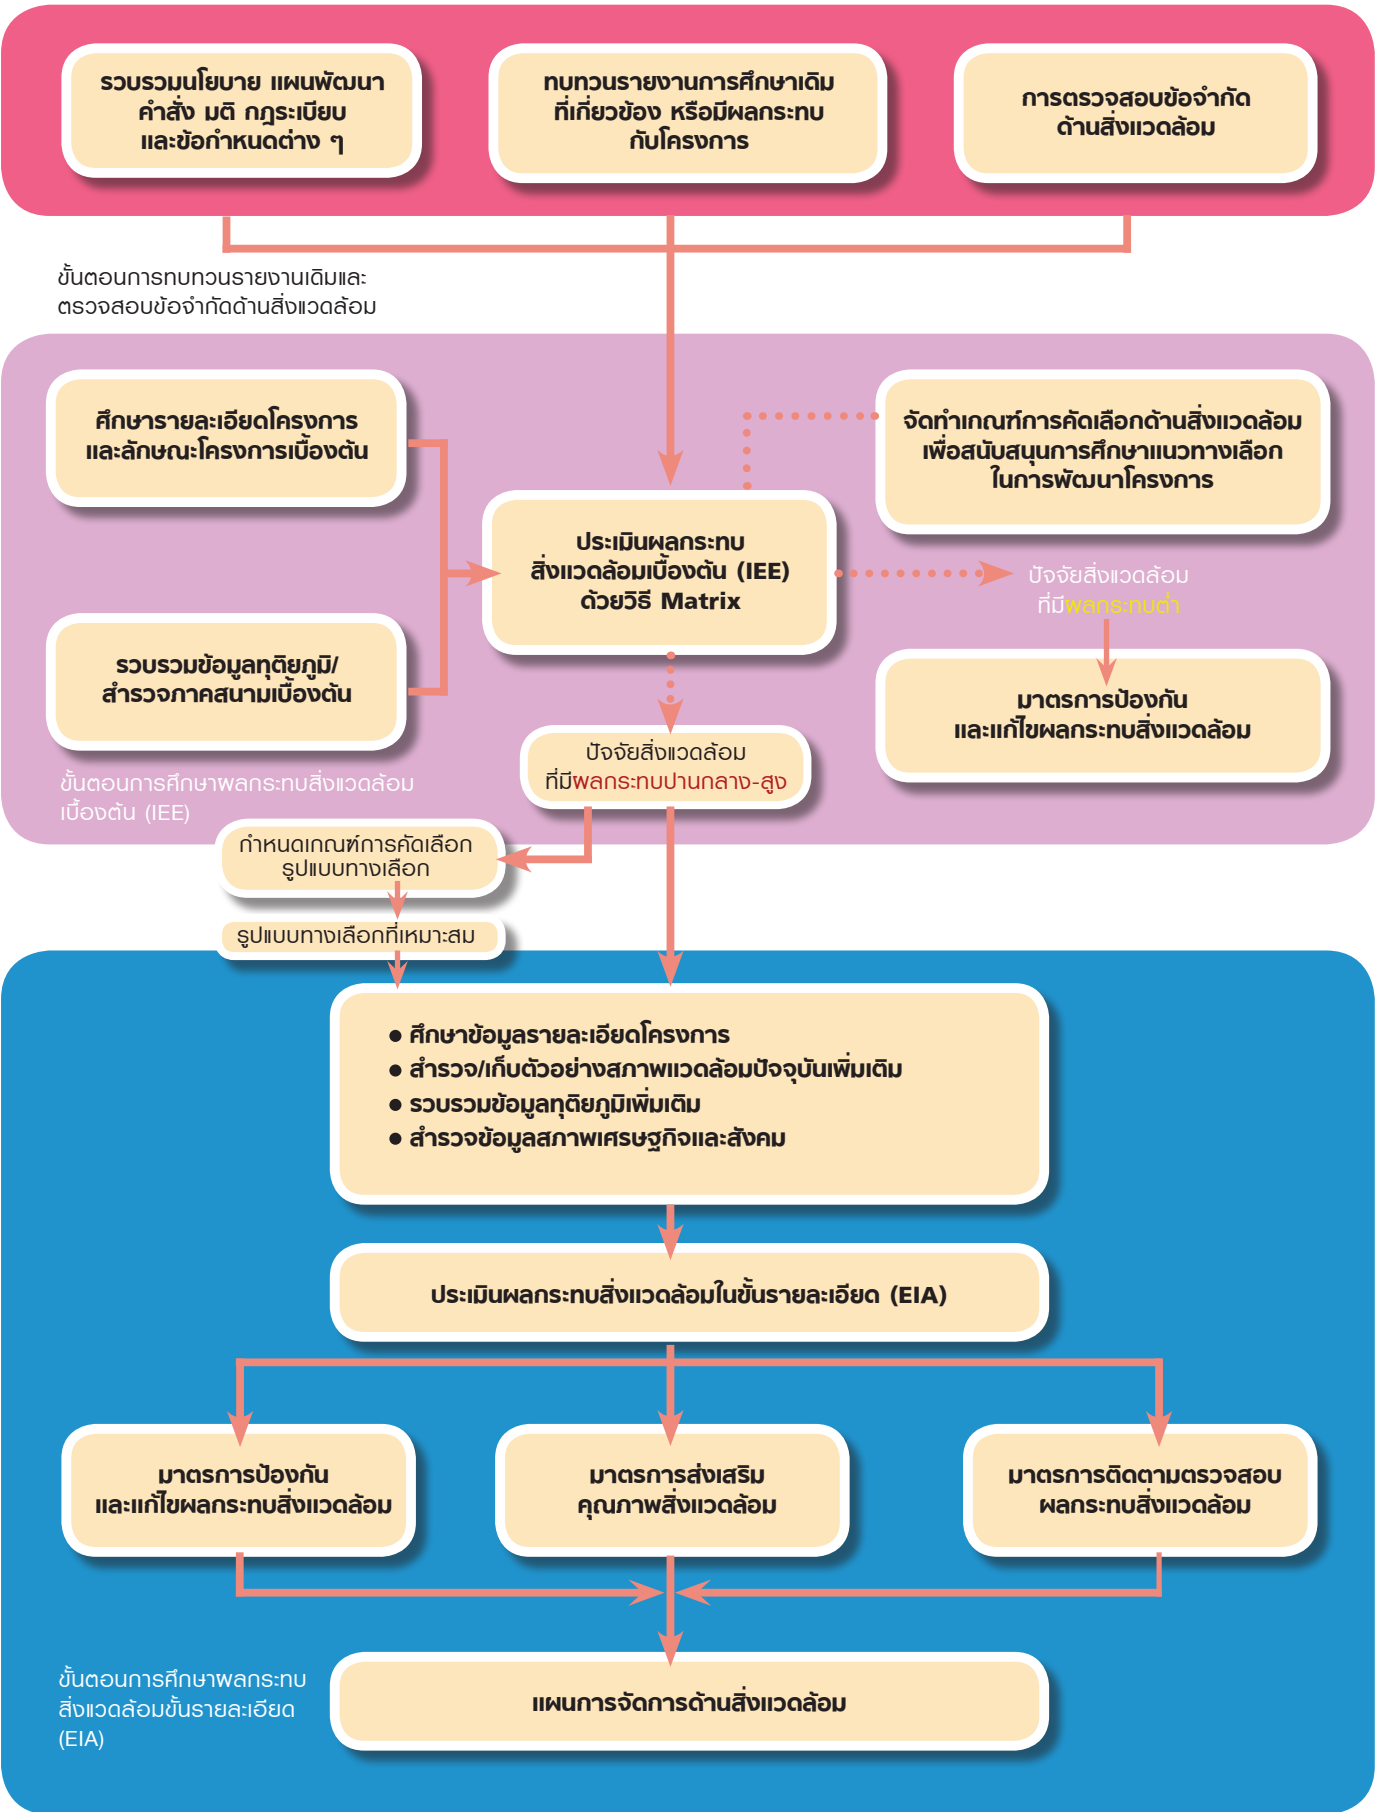 รวบรวมนโยบาย แผนพัฒนา
คำสั่ง มติ กฎระเบียบ
และข้อกำหนดต่าง ๆ
ทบทวนรายงานการศึกษาเดิม
ที่เกี่ยวข้อง หรือมีผลกระทบ
กับโครงการ
การตรวจสอบข้อจำกัด
ด้านสิ่งแวดล้อม
ขั้นตอนการทบทวนรายงานเดิมและ
ตรวจสอบข้อจำกัดด้านสิ่งแวดล้อม
ศึกษารายละเอียดโครงการ
และลักษณะโครงการเบื้องต้น
จัดทำเกณฑ์การคัดเลือกด้านสิ่งแวดล้อม
เพื่อสนับสนุนการศึกษาแนวทางเลือก
ในการพัฒนาโครงการ
ประเมินผลกระทบ
สิ่งแวดล้อมเบื้องต้น (IEE)
ด้วยวิธี Matrix
ปัจจัยสิ่งแวดล้อม
ที่มีผลกระทบต่ำ
รวบรวมข้อมูลทุติยภูมิ/
สำรวจภาคสนามเบื้องต้น
มาตรการป้องกัน
และแก้ไขผลกระทบสิ่งแวดล้อม
ปัจจัยสิ่งแวดล้อม
ที่มีผลกระทบปานกลาง-สูง
ขั้นตอนการศึกษาผลกระทบสิ่งแวดล้อม
เบื้องต้น (IEE)
กำหนดเกณฑ์การคัดเลือก
รูปแบบทางเลือก
รูปแบบทางเลือกที่เหมาะสม
● ศึกษาข้อมูลรายละเอียดโครงการ
● สำรวจ/เก็บตัวอย่างสภาพแวดล้อมปัจจุบันเพิ่มเติม
● รวบรวมข้อมูลทุติยภูมิเพิ่มเติม
● สำรวจข้อมูลสภาพเศรษฐกิจและสังคม
ประเมินผลกระทบสิ่งแวดล้อมในขั้นรายละเอียด (EIA)
มาตรการป้องกัน
และแก้ไขผลกระทบสิ่งแวดล้อม
มาตรการส่งเสริม
คุณภาพสิ่งแวดล้อม
มาตรการติดตามตรวจสอบ
ผลกระทบสิ่งแวดล้อม
ขั้นตอนการศึกษาผลกระทบ
สิ่งแวดล้อมขั้นรายละเอียด
(EIA)
แผนการจัดการด้านสิ่งแวดล้อม